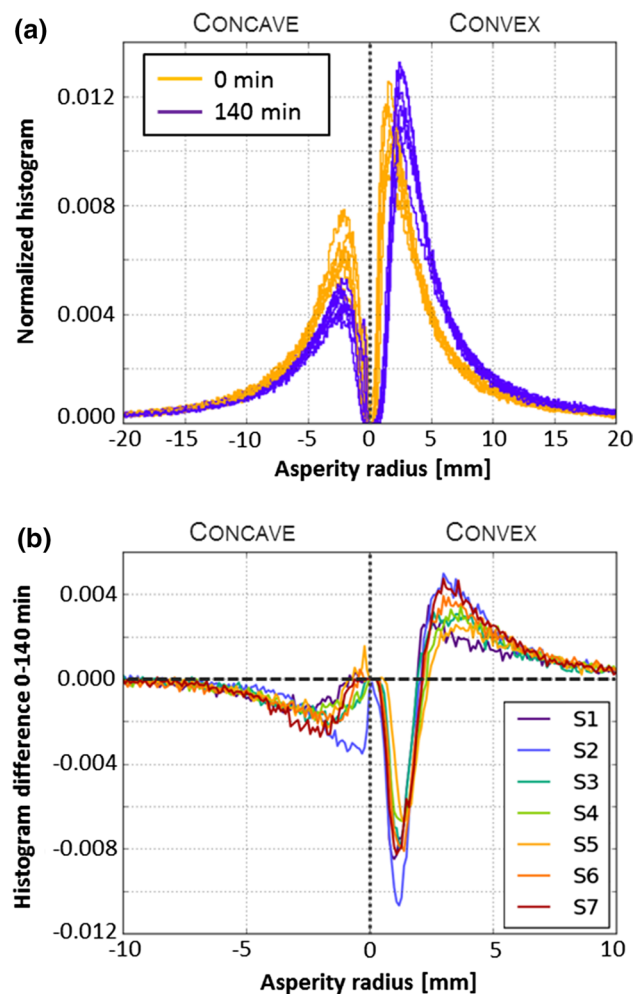 (a)
CONCAVE CONVEX
0 min
140 min
0.012
0.008
0.004
0.000
Normalized histogram
-20 -15 -10 -5 0 5 10 15 20
Asperity radius [mm]
(b)
CONCAVE CONVEX
0.004
0.000
-0.004
-0.008
-0.012
Histogram difference 0-140 min
S1
S2
S3
S4
S5
S6
S7
-10 -5 0 5 10
Asperity radius [mm]